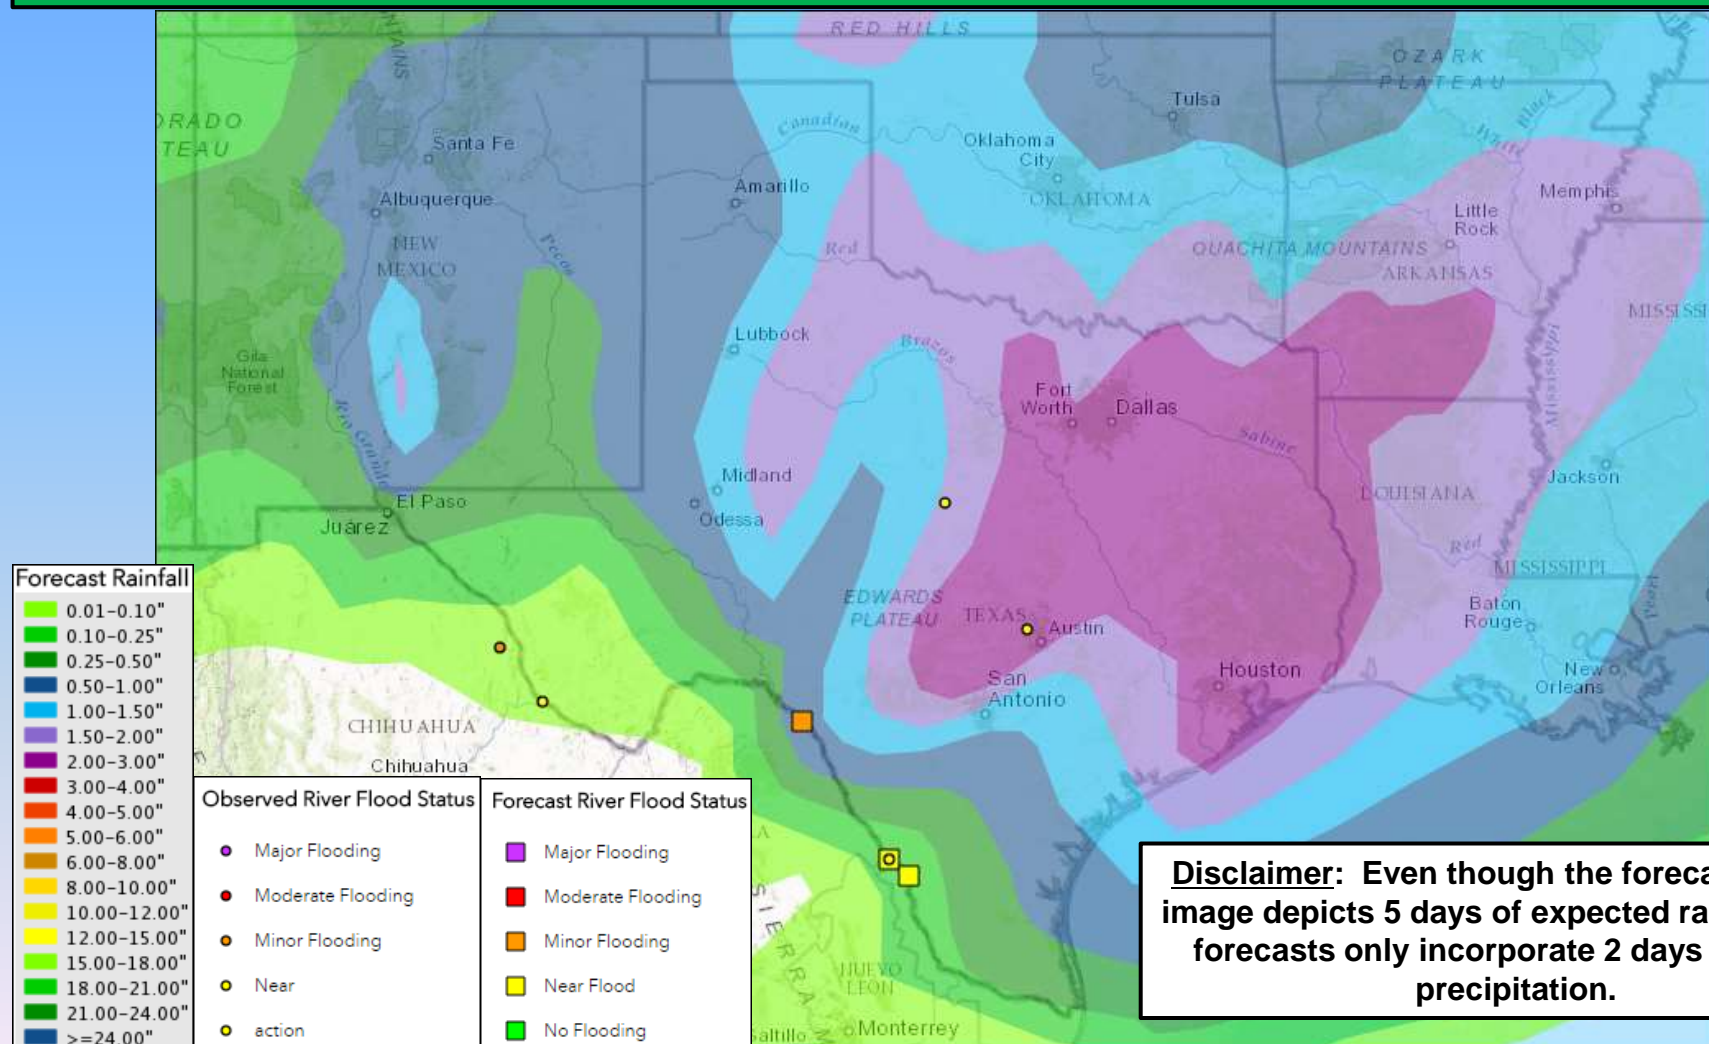 RED HILLS
OZARK
PLATEAU
NTAINS
ORADO
TEAU
Tulsa
Canadian
Black
White
Santa Fe
Oklahoma
City
OKLAHOMA
Amarillo
Albuquerque
Memphis
Little
Rock
NEW
MEXICO
Pecos
Red
OUACHITA MOUNTAINS
ARKANSAS
MISSISSI
Lubbock
Brazos
Mississippi
Gila
National
Forest
Rio Grande
Fort
Worth
Dallas
Sabine
Midland
Odessa
Jackson
LOUISIANA
El Paso
Juárez
Red
MISSISSIPPI
Pearl
EDWARDS
PLATEAU
TEXAS
Austin
Baton
Rouge
Houston
New
Orleans
San
Antonio
CHIHUAHUA
Chihuahua
Forecast Rainfall
0.01-0.10"
0.10-0.25"
0.25-0.50"
0.50-1.00"
1.00-1.50"
1.50-2.00"
2.00-3.00"
3.00-4.00"
4.00-5.00"
5.00-6.00"
6.00-8.00"
8.00-10.00"
10.00-12.00"
12.00-15.00"
15.00-18.00"
18.00-21.00"
21.00-24.00"
>=24.00"
Observed River Flood Status
Major Flooding
Moderate Flooding
Minor Flooding
Near
action
Forecast River Flood Status
Major Flooding
Moderate Flooding
Minor Flooding
Near Flood
No Flooding
LA
SIERRA M
NUEVO
LEON
Saltillo
Monterrey
Disclaimer: Even though the foreca
image depicts 5 days of expected ra
forecasts only incorporate 2 days
precipitation.